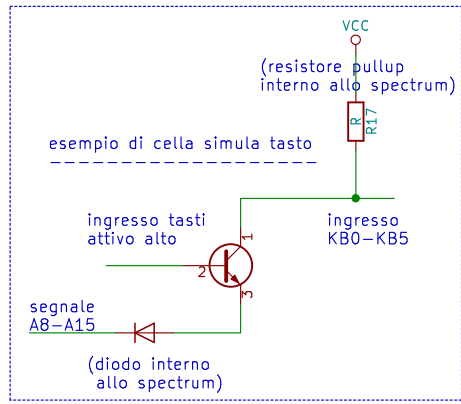 VCC
(resistore pullup
interno allo spectrum)
R
R17
esempio di cella simula tasto
ingresso tasti
attivo alto
ingresso
KB0-KB5
1
2
3
segnale
A8-A15
(diodo interno
allo spectrum)